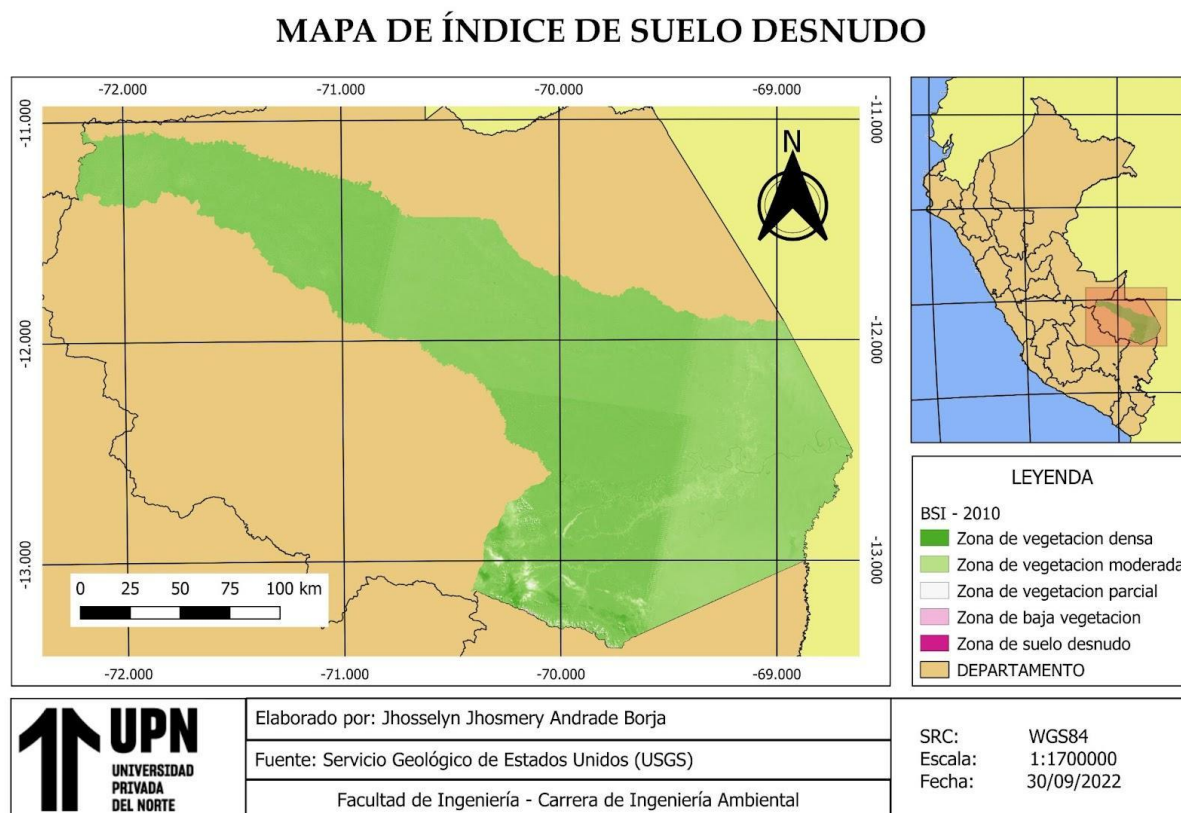 MAPA DE ÍNDICE DE SUELO DESNUDO
-72.000 -71.000 -70.000 -69.000
-11.000 -11.000
N
-12.000 -12.000
-13.000 -13.000
0 25 50 75 100 km
-72.000 -71.000 -70.000 -69.000
LEYENDA
BSI - 2010
Zona de vegetacion densa
Zona de vegetacion moderada
Zona de vegetacion parcial
Zona de baja vegetacion
Zona de suelo desnudo
DEPARTAMENTO
UPN
UNIVERSIDAD
PRIVADA
DEL NORTE
Elaborado por: Jhosselyn Jhosmery Andrade Borja
Fuente: Servicio Geológico de Estados Unidos (USGS)
Facultad de Ingeniería - Carrera de Ingeniería Ambiental
SRC: WGS84
Escala: 1:1700000
Fecha: 30/09/2022